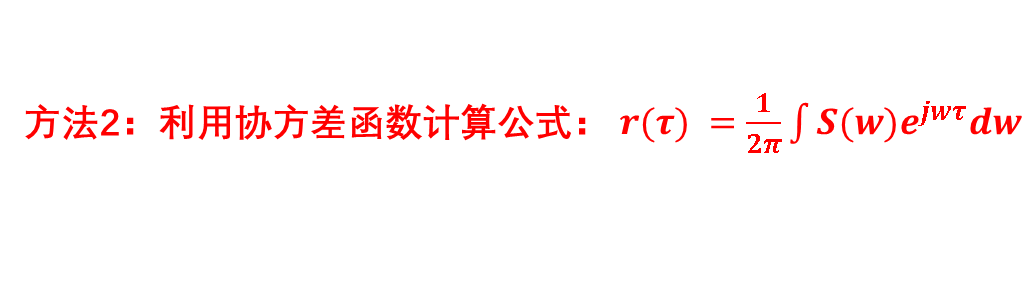 方法2：利用协方差函数计算公式： r(τ) = 1/2π ∫ S(w)e^{jwτ}dw